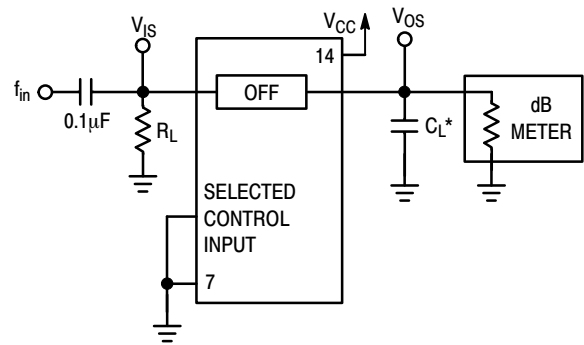 V_IS
V_CC
V_OS
14
f_in
OFF
dB
METER
0.1μF
R_L
C_L*
SELECTED
CONTROL
INPUT
7